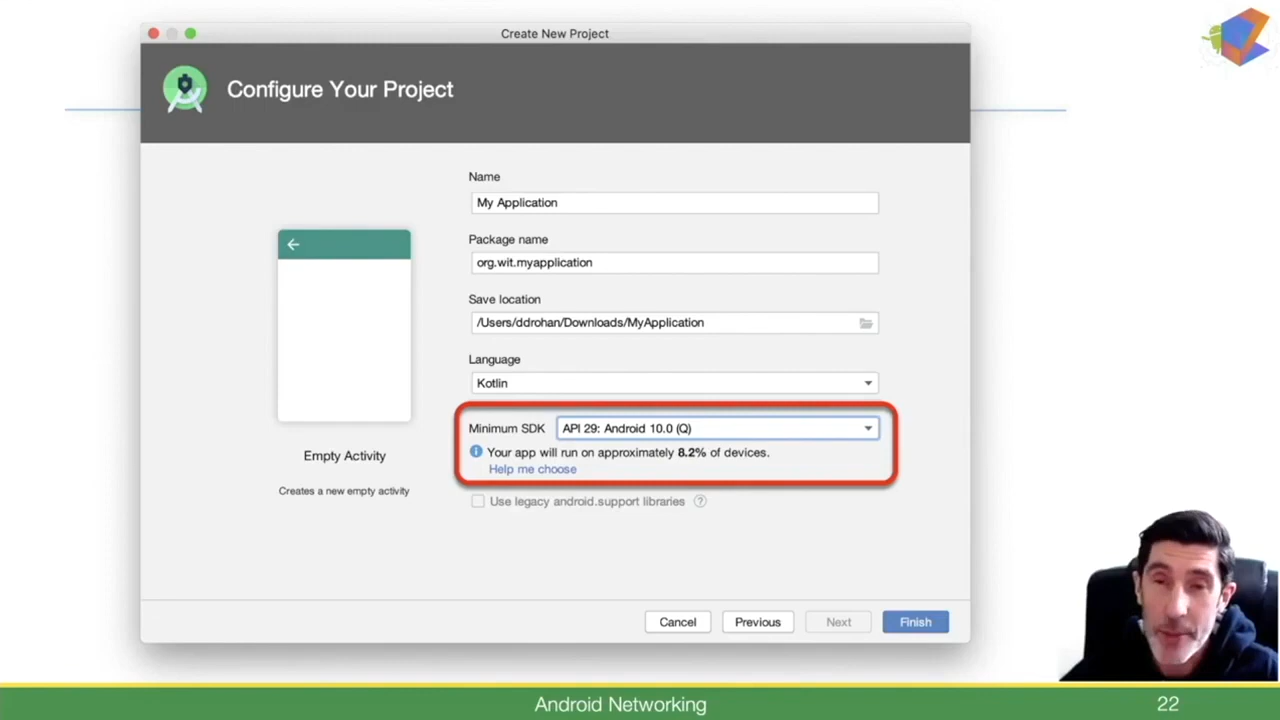 Create New Project
Configure Your Project
Name
My Application
Package name
org.wit.myapplication
Save location
/Users/ddrohan/Downloads/MyApplication
Language
Kotlin
Minimum SDK API 29: Android 10.0 (Q)
Your app will run on approximately 8.2% of devices.
Help me choose
Use legacy android.support libraries ?
Empty Activity
Creates a new empty activity
Cancel Previous Next Finish
Android Networking 22